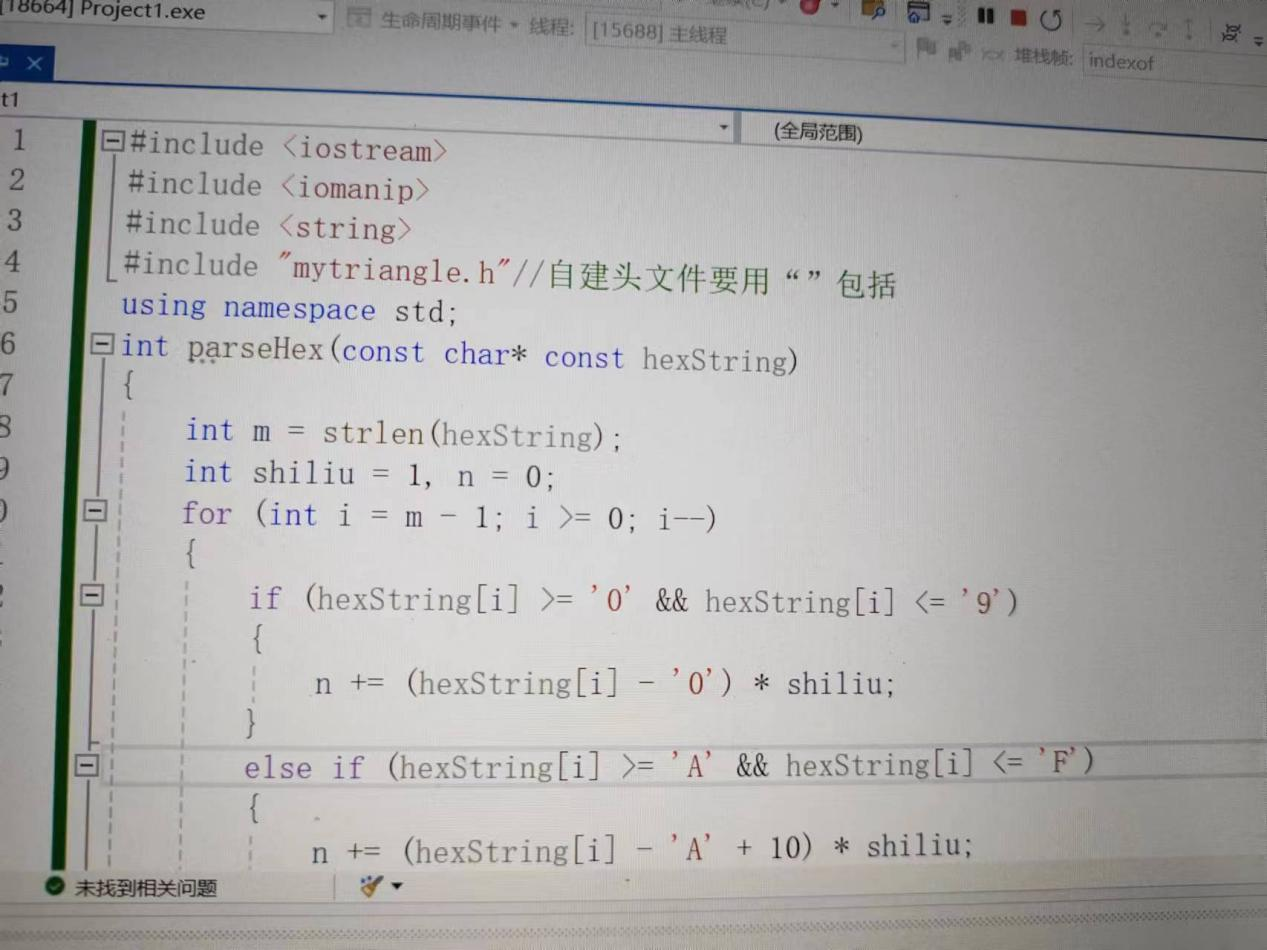 [18664] Project1.exe
生命周期事件 线程: [15688] 主线程
堆栈帧: indexof
t1
(全局范围)
1 #include <iostream>
2 #include <iomanip>
3 #include <string>
4 #include "mytriangle.h"//自建头文件要用“”包括
5 using namespace std;
6 int parseHex(const char* const hexString)
7 {
8 int m = strlen(hexString);
9 int shiliu = 1, n = 0;
0 for (int i = m - 1; i >= 0; i--)
{
2 if (hexString[i] >= '0' && hexString[i] <= '9')
{
n += (hexString[i] - '0') * shiliu;
}
else if (hexString[i] >= 'A' && hexString[i] <= 'F')
{
n += (hexString[i] - 'A' + 10) * shiliu;
未找到相关问题